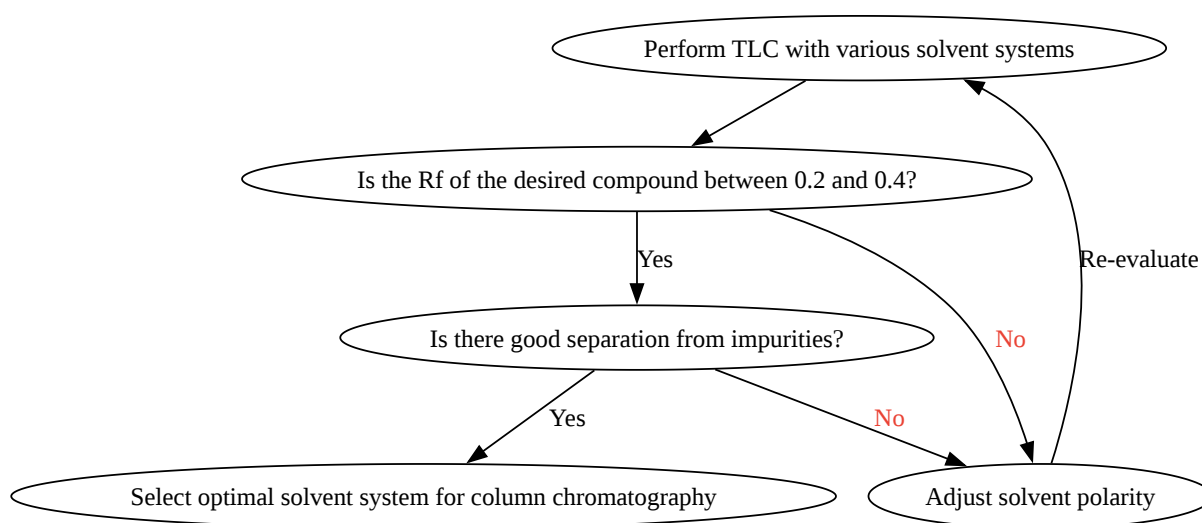 Perform TLC with various solvent systems
Is the Rf of the desired compound between 0.2 and 0.4?
Yes
Re-evaluate
Is there good separation from impurities?
No
Yes
No
Select optimal solvent system for column chromatography
Adjust solvent polarity